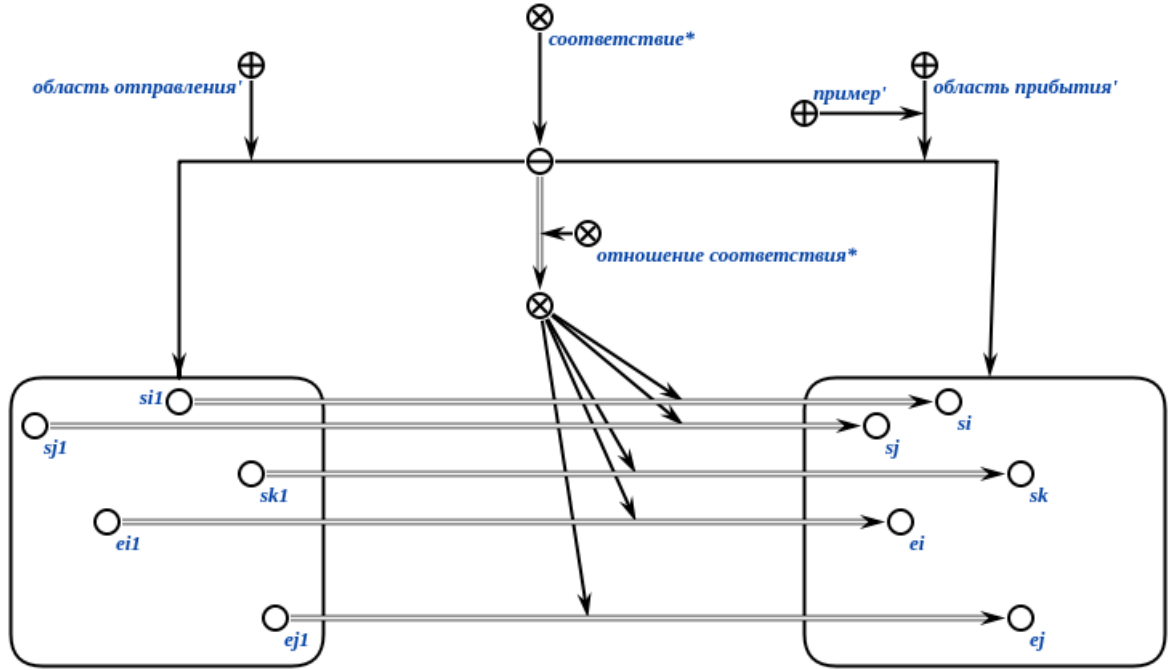 соответствие*
область отправления'
область прибытия'
пример'
отношение соответствия*
si1
si
sj1
sj
sk1
sk
ei1
ei
ej1
ej